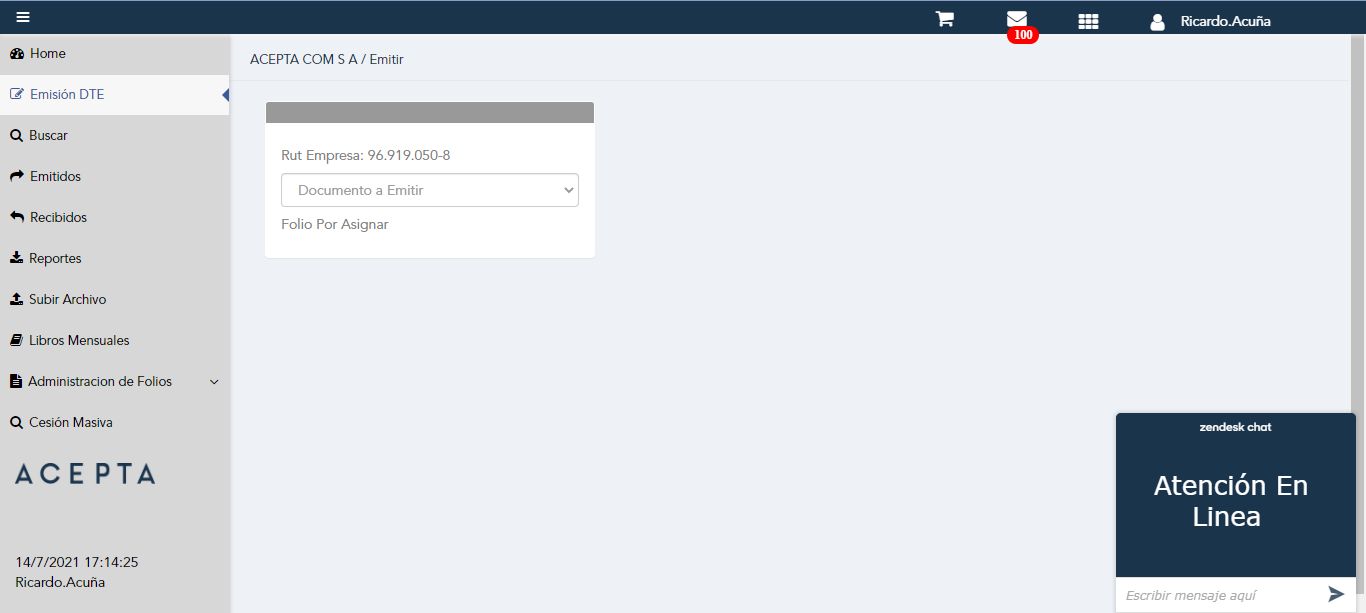 Ricardo.Acuña
100
Home
Emisión DTE
Buscar
Emitidos
Recibidos
Reportes
Subir Archivo
Libros Mensuales
Administracion de Folios
Cesión Masiva
ACEPTA
14/7/2021 17:14:25
Ricardo.Acuña
ACEPTA COM S A / Emitir
Rut Empresa: 96.919.050-8
Documento a Emitir
Folio Por Asignar
zendesk chat
Atención En
Linea
Escribir mensaje aquí